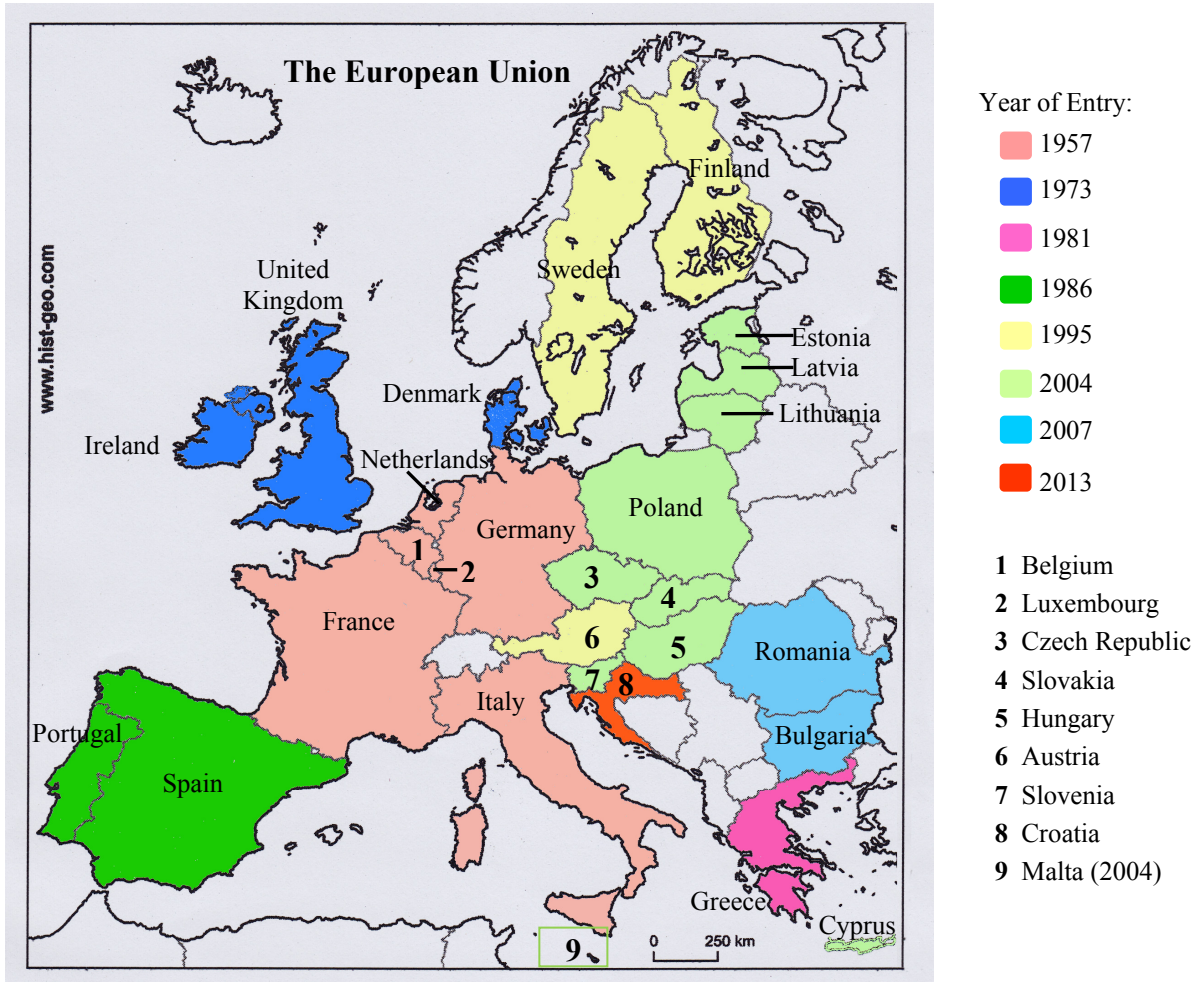 The European Union
www.hist-geo.com
Finland
United
Kingdom
Sweden
Estonia
Latvia
Denmark
Lithuania
Ireland
Netherlands
Poland
Germany
1
2
3
4
France
6
5
Romania
7
8
Italy
Portugal
Bulgaria
Spain
Greece
Cyprus
9
0 250 km
Year of Entry:
1957
1973
1981
1986
1995
2004
2007
2013
1 Belgium
2 Luxembourg
3 Czech Republic
4 Slovakia
5 Hungary
6 Austria
7 Slovenia
8 Croatia
9 Malta (2004)